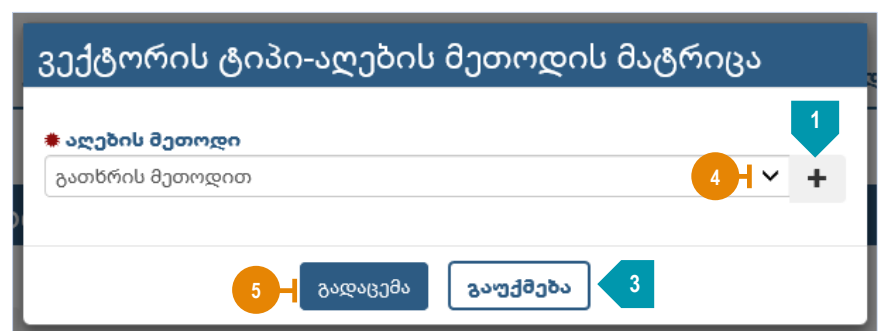 ვექტორის ტიპი-აღების მეთოდის მატრიცა
1
✹ აღების მეთოდი
გათხრის მეთოდით 4 +
5 გადაცემა გაუქმება 3